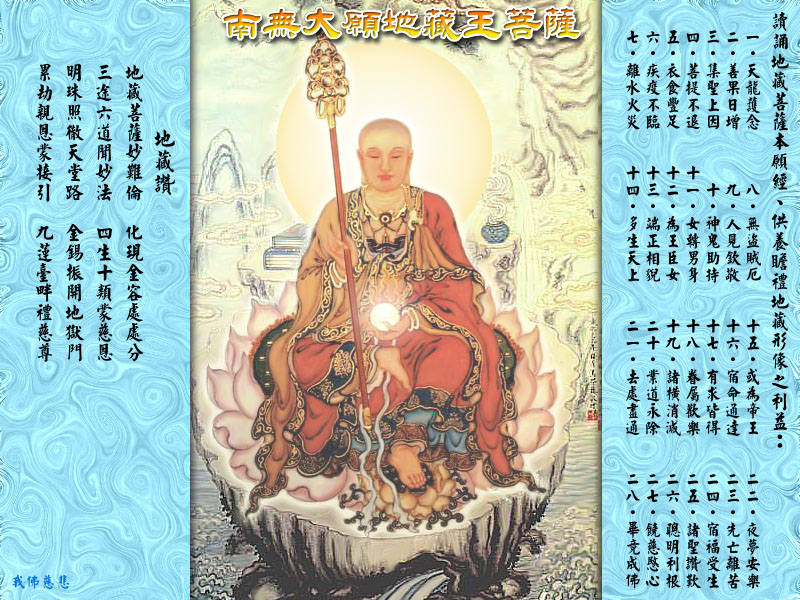 南無大願地藏王菩薩
讀誦地藏菩薩本願經、供養瞻禮地藏形像之利益：
一・天龍護念
二・善果日增
三・集聖上因
四・菩提不退
五・衣食豐足
六・疾疫不臨
七・離水火災
八・無盜賊厄
九・人見欽敬
十・神鬼助持
十一・女轉男身
十二・為王臣女
十三・端正相貌
十四・多生天上
十五・或為帝王
十六・宿命通達
十七・有求皆得
十八・眷屬歡樂
十九・諸橫消滅
二十・業道永除
二一・去處盡通
二二・夜夢安樂
二三・先亡離苦
二四・宿福受生
二五・諸聖讚歎
二六・聰明利根
二七・饒慈愍心
二八・畢竟成佛
地藏讚
地藏菩薩妙難倫 化現金容處處分
三途六道聞妙法 四生十類蒙慈恩
明珠照徹天堂路 金錫振開地獄門
累劫親恩蒙接引 九蓮臺畔禮慈尊
我佛慈悲